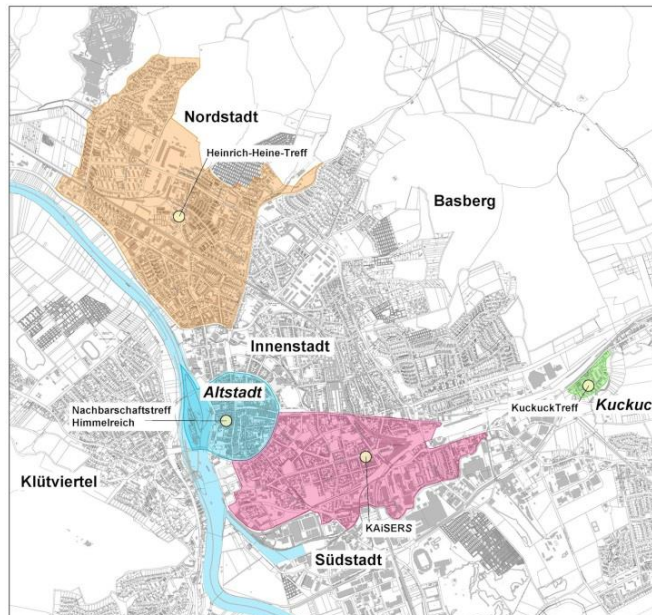 Nordstadt
Heinrich-Heine-Treff
Basberg
Innenstadt
Altstadt
KuckuckTreff
Kuckuc
Nachbarschaftstreff
Himmelreich
Klütviertel
KAiSERS
Südstadt